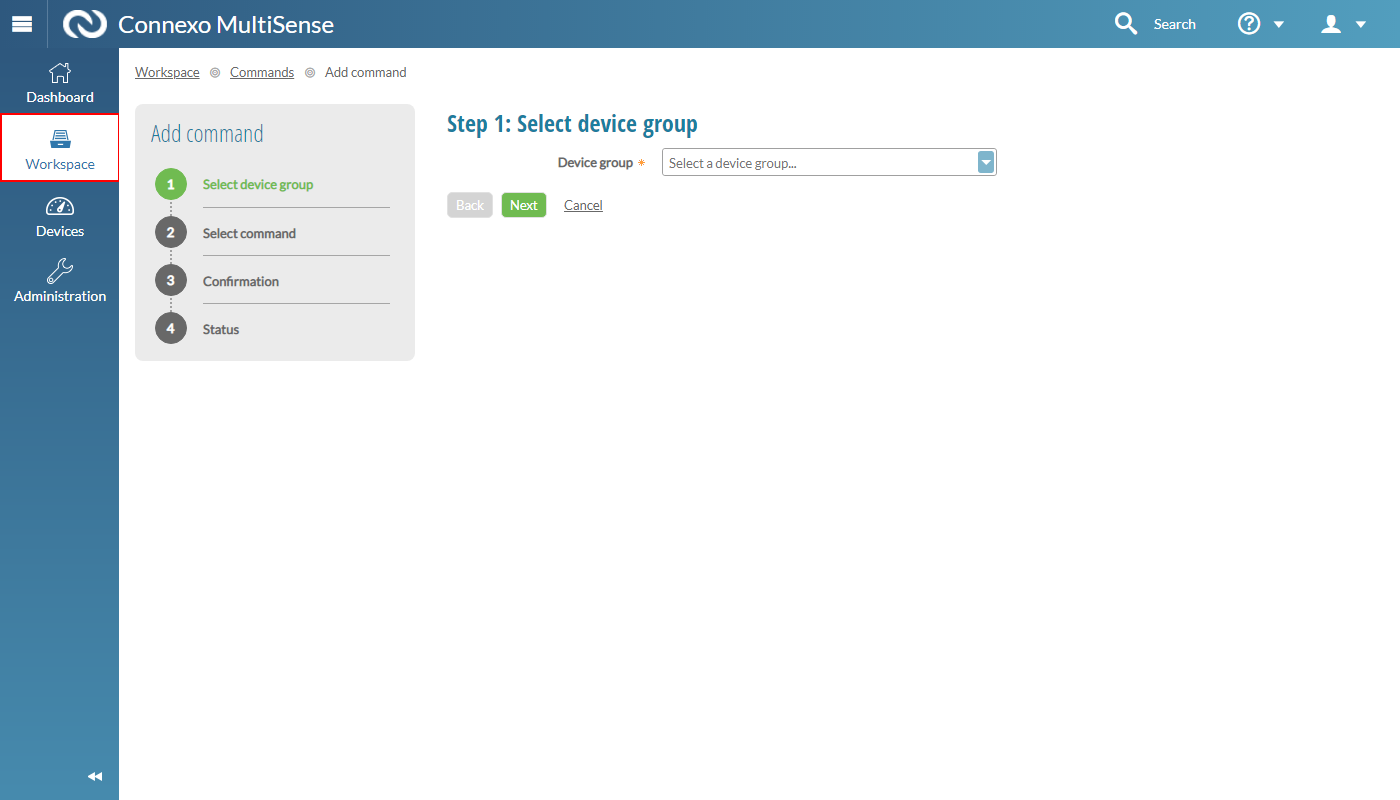 Connexo MultiSense
Search
Dashboard
Workspace
Devices
Administration
Workspace Commands Add command
Add command
1 Select device group
2 Select command
3 Confirmation
4 Status
Step 1: Select device group
Device group * Select a device group...
Back Next Cancel